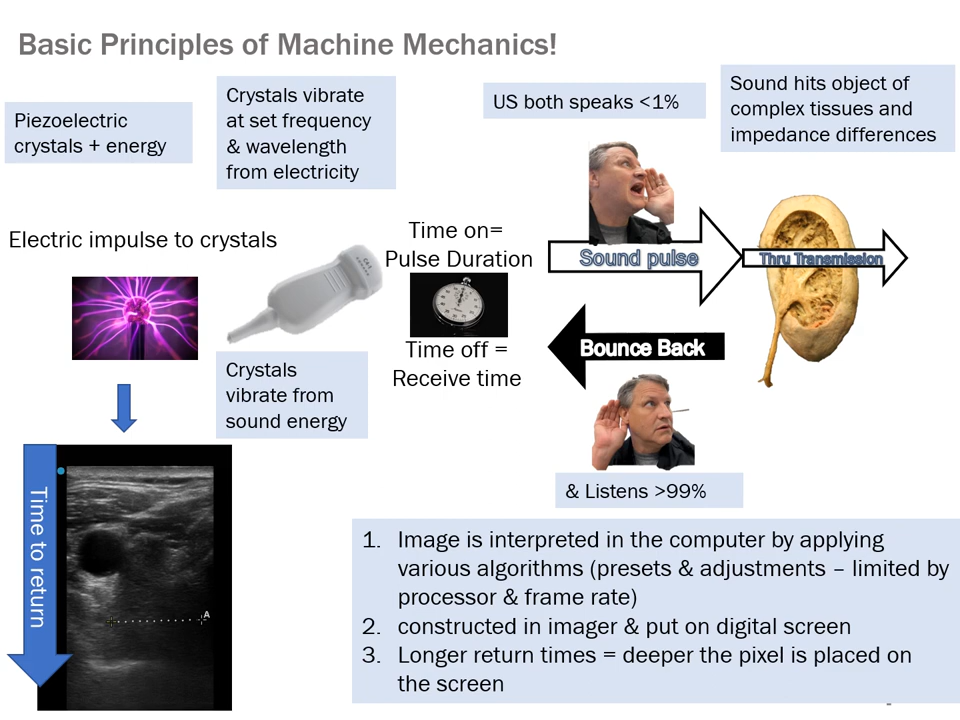 Basic Principles of Machine Mechanics!
Piezoelectric
crystals + energy
Crystals vibrate
at set frequency
& wavelength
from electricity
US both speaks <1%
Sound hits object of
complex tissues and
impedance differences
Electric impulse to crystals
Time on=
Pulse Duration
Sound pulse
Thru Transmission
Time off =
Receive time
Bounce Back
Crystals
vibrate from
sound energy
& Listens >99%
Time to return
A
1. Image is interpreted in the computer by applying
various algorithms (presets & adjustments – limited by
processor & frame rate)
2. constructed in imager & put on digital screen
3. Longer return times = deeper the pixel is placed on
the screen